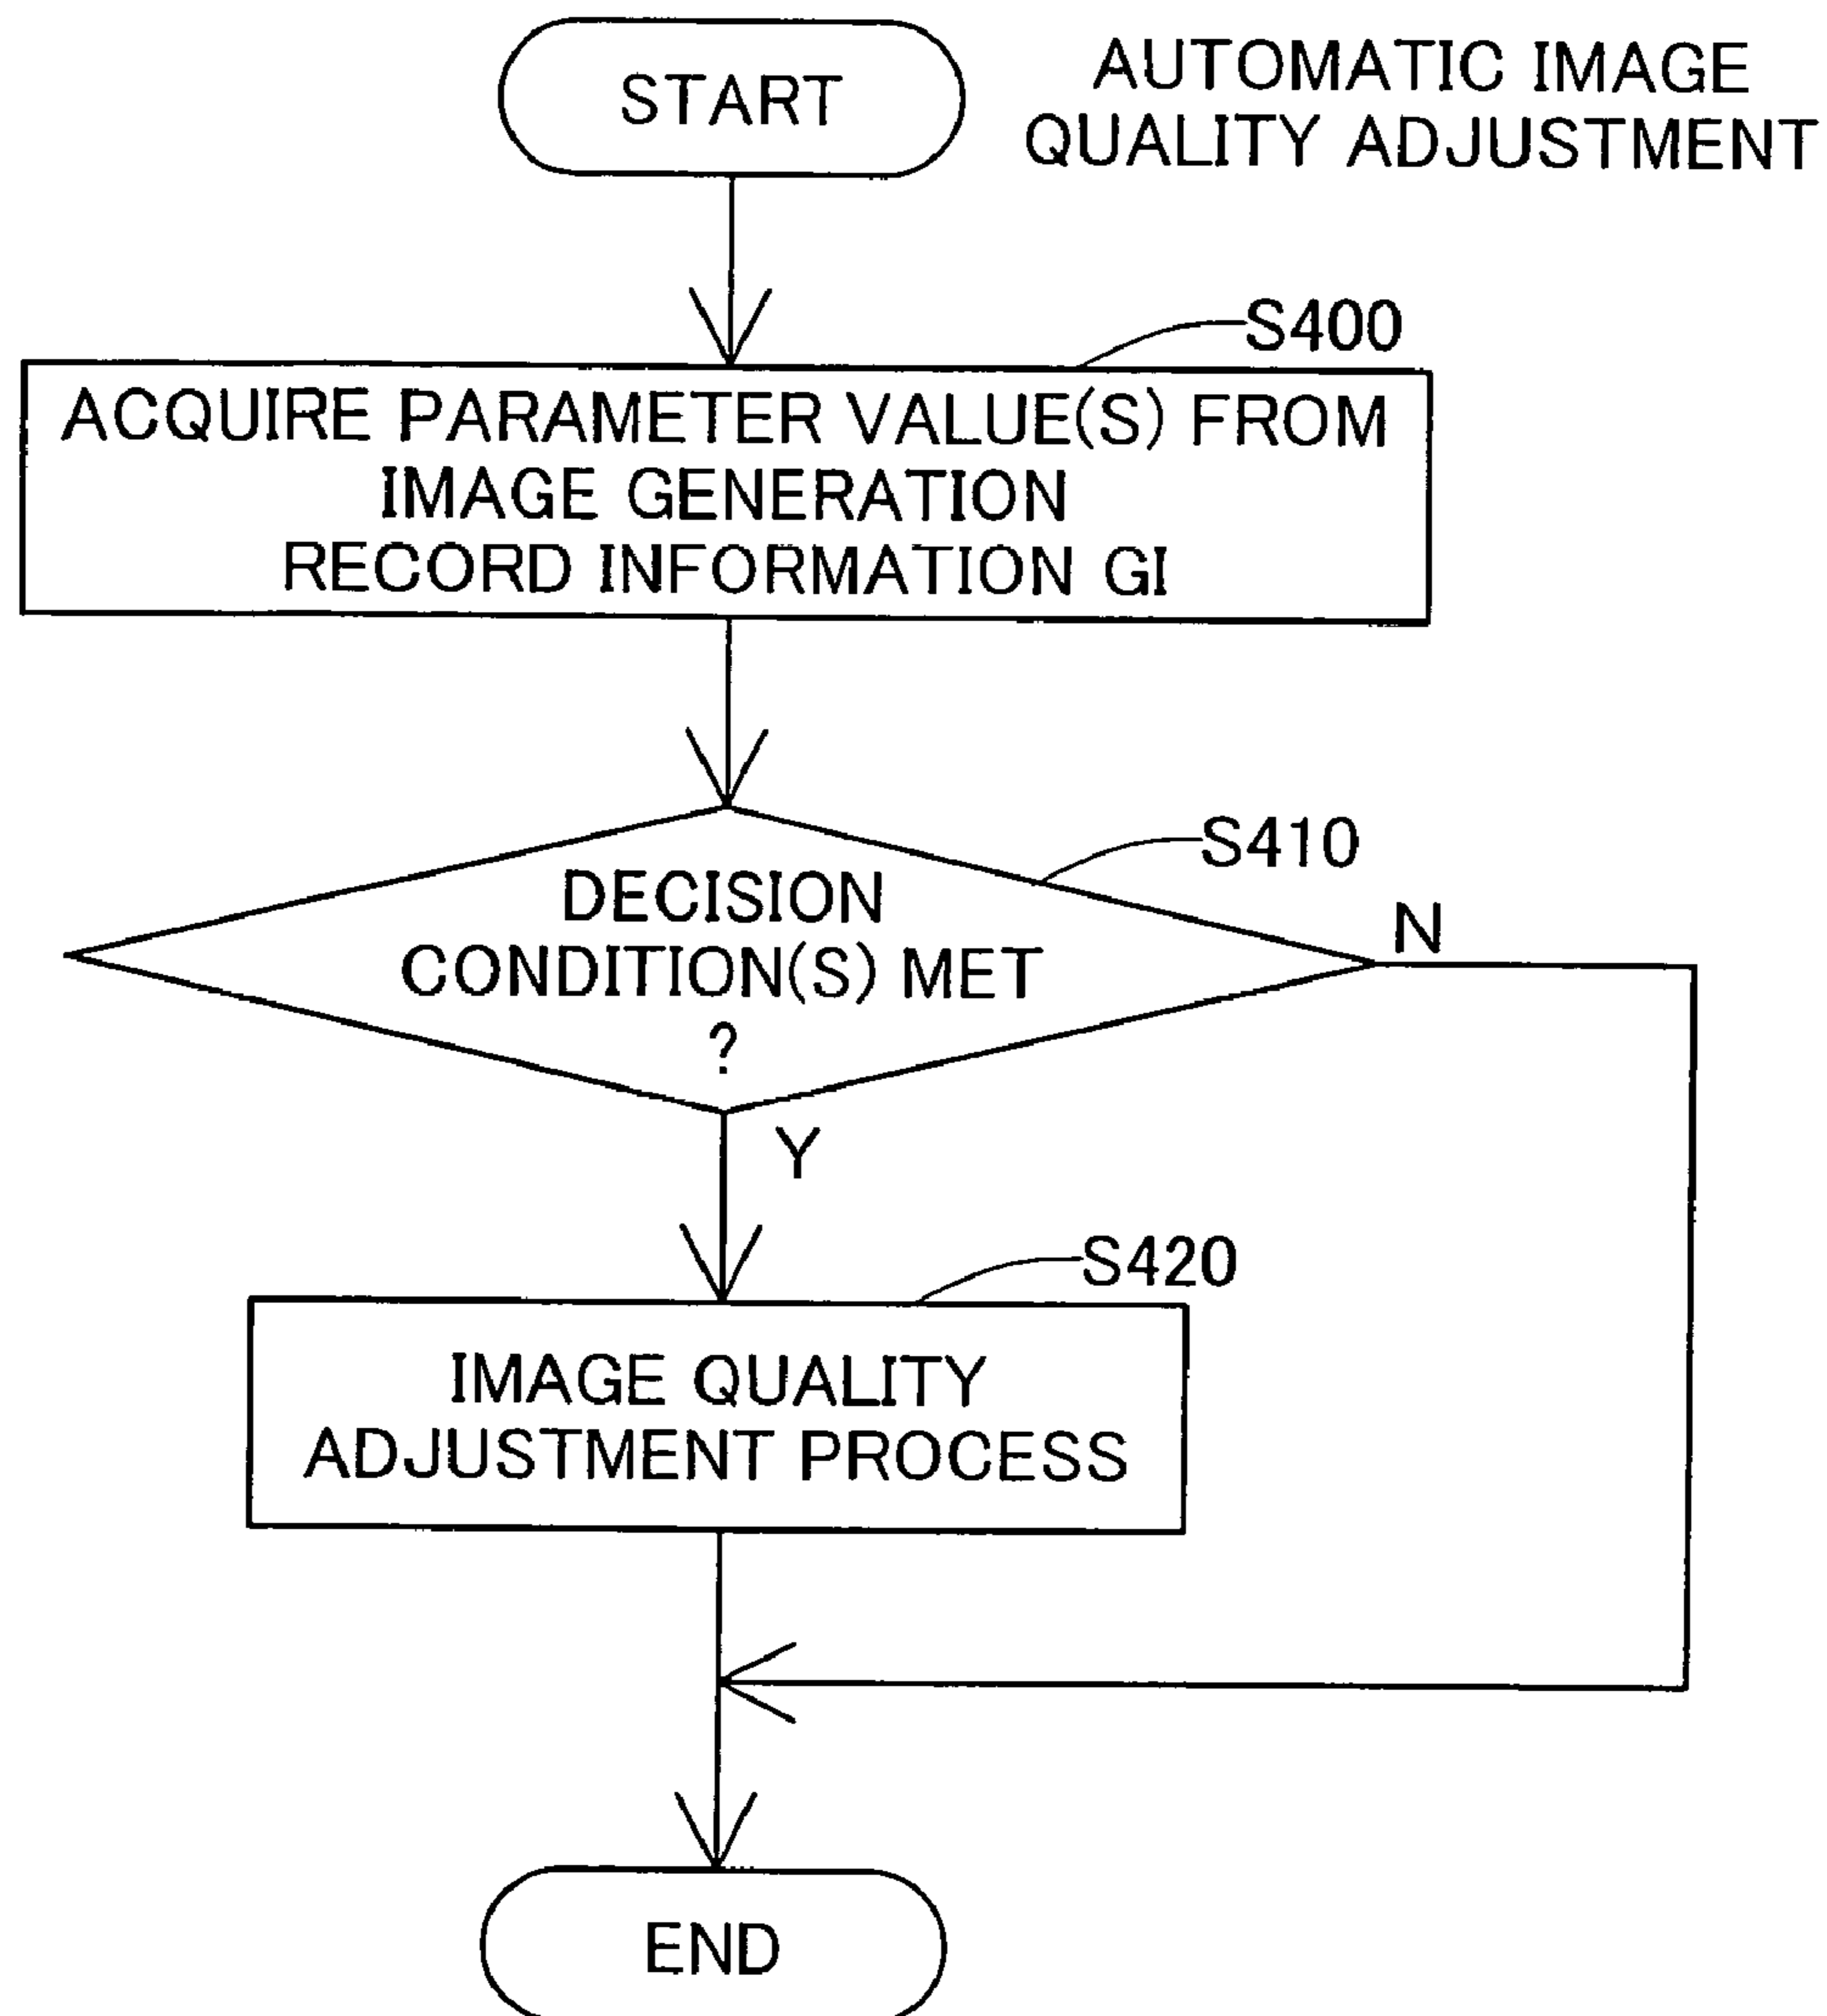 START
AUTOMATIC IMAGE
QUALITY ADJUSTMENT
S400
ACQUIRE PARAMETER VALUE(S) FROM
IMAGE GENERATION
RECORD INFORMATION GI
S410
DECISION
CONDITION(S) MET
?
N
Y
S420
IMAGE QUALITY
ADJUSTMENT PROCESS
END